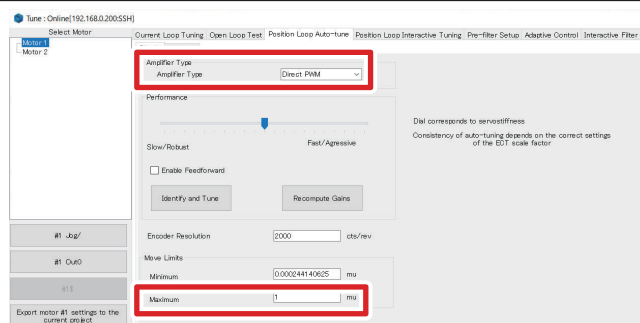 Tune : Online[192.168.0.200:SSH]
Select Motor
Motor 1
Motor 2
Current Loop Tuning Open Loop Test Position Loop Auto-tune Position Loop Interactive Tuning Pre-filter Setup Adaptive Control Interactive Filter
Amplifier Type
Amplifier Type Direct PWM
Performance
Slow/Robust Fast/Agressive
Dial corresponds to servostiffness
Consistency of auto-tuning depends on the correct settings
of the ECT scale factor
Enable Feedforward
Identify and Tune Recompute Gains
#1 Jog/
Encoder Resolution 2000 cts/rev
#1 Out0
Move Limits
Minimum 0.000244140625 mu
#1$
Maximum 1 mu
Export motor #1 settings to the
current project